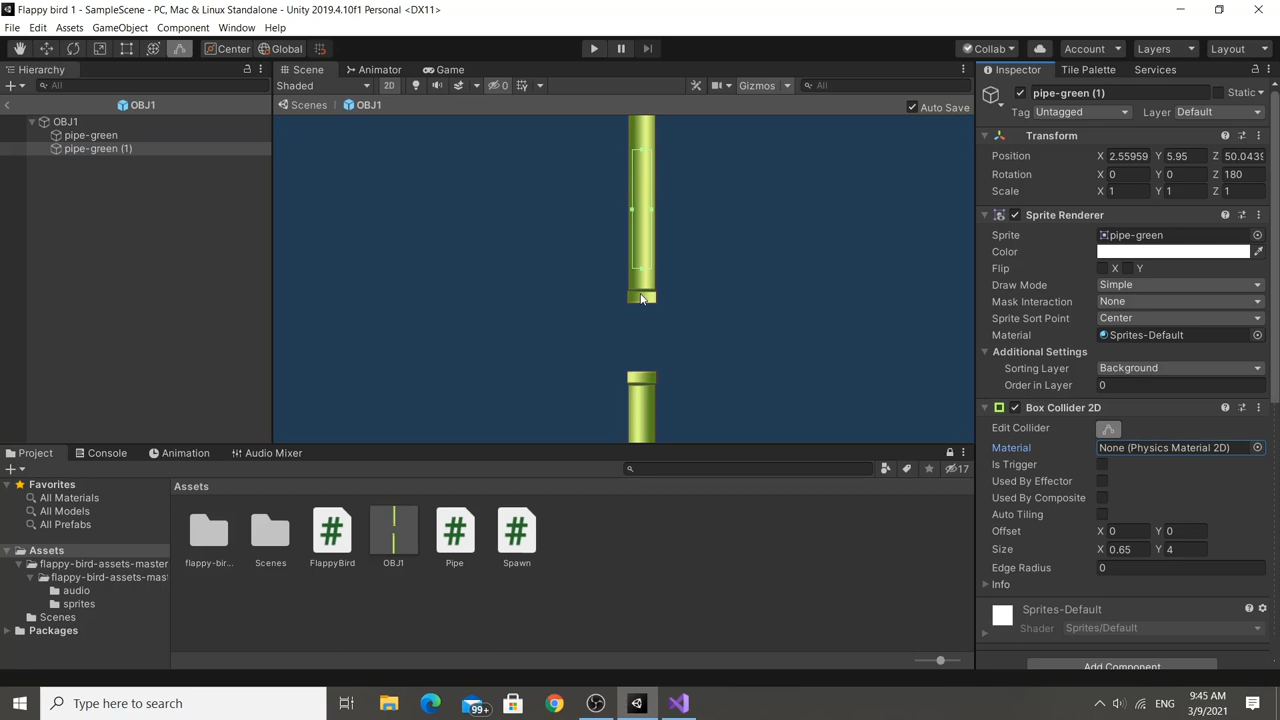 Flappy bird 1 - SampleScene - PC, Mac & Linux Standalone - Unity 2019.4.10f1 Personal <DX11>
File Edit Assets GameObject Component Window Help
Center Global Collab Account Layers Layout
Hierarchy
All
OBJ1
OBJ1
pipe-green
pipe-green (1)
Scene Animator Game
Shaded 2D 0 Gizmos All
Scenes OBJ1 Auto Save
Inspector Tile Palette Services
pipe-green (1) Static
Tag Untagged Layer Default
Transform
Position X 2.55959 Y 5.95 Z 50.0439
Rotation X 0 Y 0 Z 180
Scale X 1 Y 1 Z 1
Sprite Renderer
Sprite pipe-green
Color
Flip X Y
Draw Mode Simple
Mask Interaction None
Sprite Sort Point Center
Material Sprites-Default
Additional Settings
Sorting Layer Background
Order in Layer 0
Box Collider 2D
Edit Collider
Material None (Physics Material 2D)
Is Trigger
Used By Effector
Used By Composite
Auto Tiling
Offset X 0 Y 0
Size X 0.65 Y 4
Edge Radius 0
Info
Sprites-Default
Shader Sprites/Default
Add Component
Project Console Animation Audio Mixer
17
Favorites
All Materials
All Models
All Prefabs
Assets
flappy-bird-assets-master
flappy-bird-assets-mast
audio
sprites
Scenes
Packages
Assets
flappy-bir... Scenes FlappyBird OBJ1 Pipe Spawn
Type here to search
99+
ENG
9:45 AM
3/9/2021